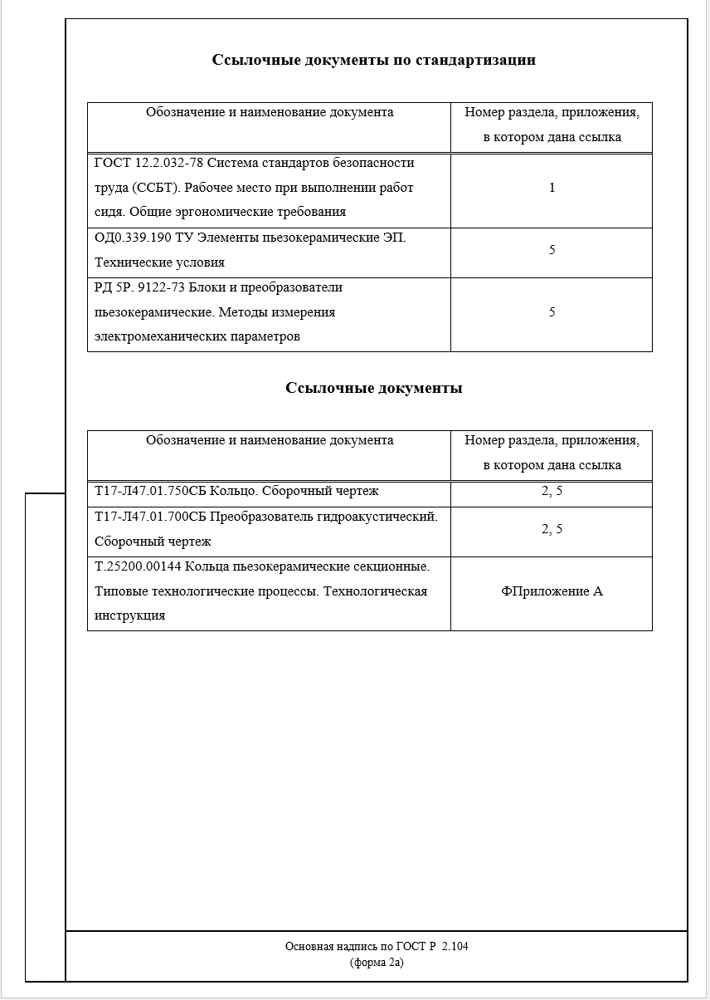 Ссылочные документы по стандартизации
Обозначение и наименование документа
Номер раздела, приложения,
в котором дана ссылка
ГОСТ 12.2.032-78 Система стандартов безопасности
труда (ССБТ). Рабочее место при выполнении работ
сидя. Общие эргономические требования
1
ОД0.339.190 ТУ Элементы пьезокерамические ЭП.
Технические условия
5
РД 5Р. 9122-73 Блоки и преобразователи
пьезокерамические. Методы измерения
электромеханических параметров
5
Ссылочные документы
Обозначение и наименование документа
Номер раздела, приложения,
в котором дана ссылка
Т17-Л47.01.750СБ Кольцо. Сборочный чертеж
2, 5
Т17-Л47.01.700СБ Преобразователь гидроакустический.
Сборочный чертеж
2, 5
Т.25200.00144 Кольца пьезокерамические секционные.
Типовые технологические процессы. Технологическая
инструкция
ФПриложение А
Основная надпись по ГОСТ Р 2.104
(форма 2а)